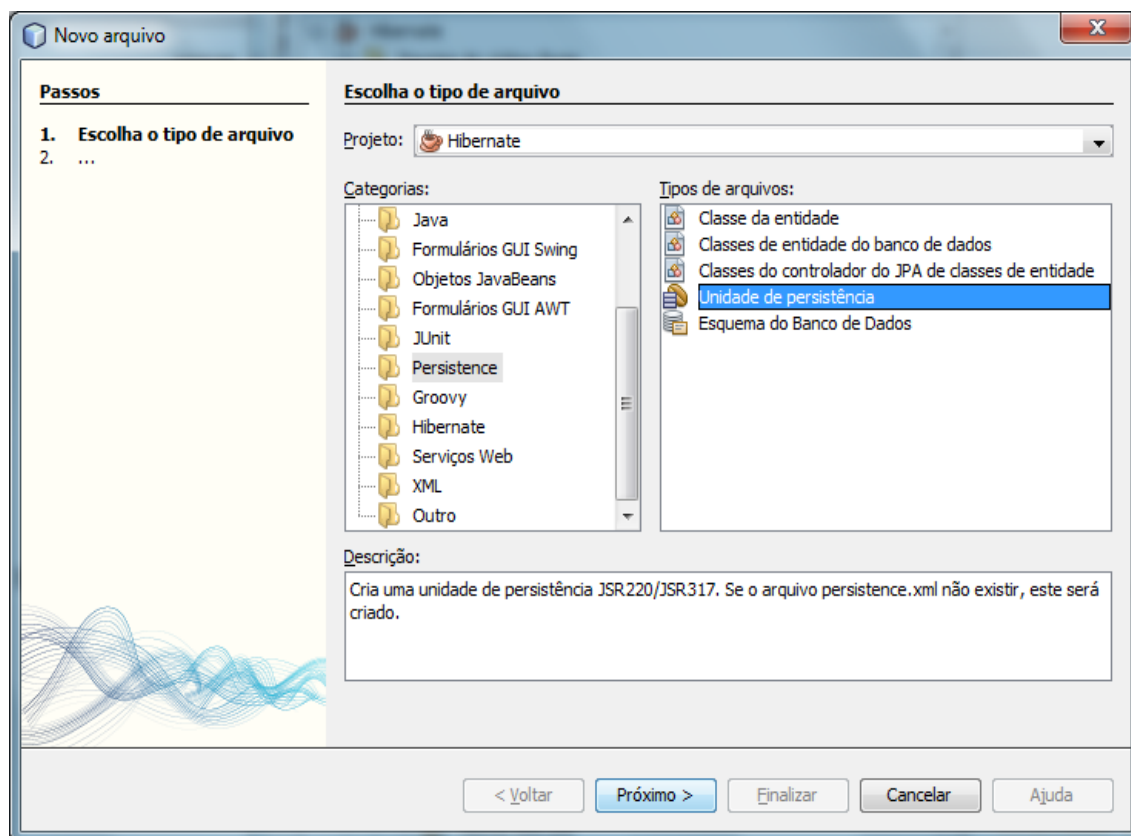 Novo arquivo
Passos
1. Escolha o tipo de arquivo
2. ...
Escolha o tipo de arquivo
Projeto: Hibernate
Categorias:
Java
Formulários GUI Swing
Objetos JavaBeans
Formulários GUI AWT
JUnit
Persistence
Groovy
Hibernate
Serviços Web
XML
Outro
Tipos de arquivos:
Classe da entidade
Classes de entidade do banco de dados
Classes do controlador do JPA de classes de entidade
Unidade de persistência
Esquema do Banco de Dados
Descrição:
Cria uma unidade de persistência JSR220/JSR317. Se o arquivo persistence.xml não existir, este será
criado.
< Voltar Próximo > Finalizar Cancelar Ajuda